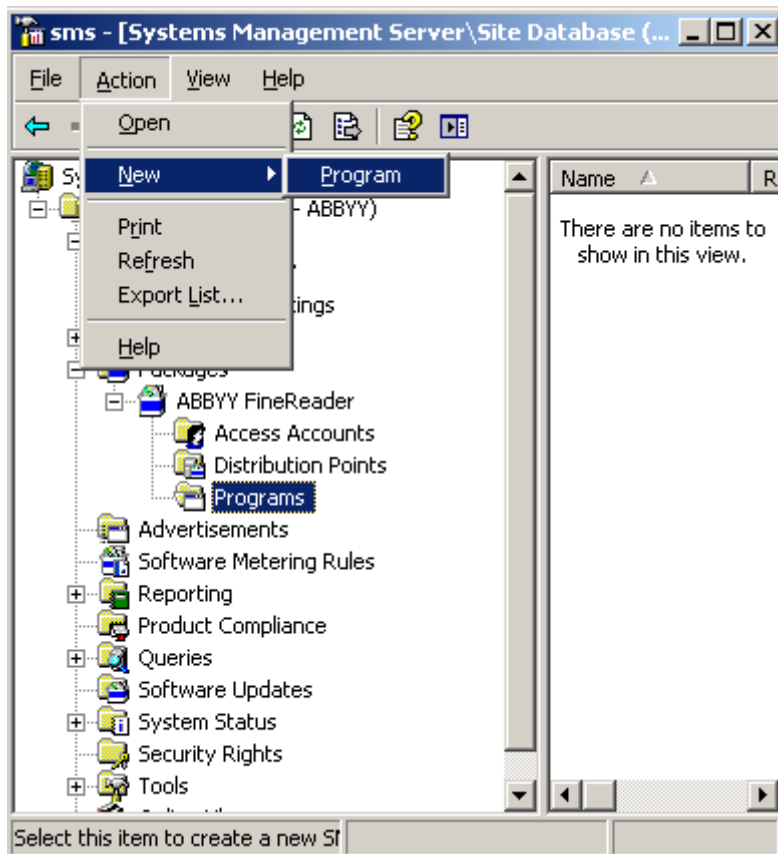 sms - [Systems Management Server\Site Database (...
File Action View Help
Open
New
Program
Print
Refresh
Export List...
Help
- ABBYY)
ings
Packages
ABBYY FineReader
Access Accounts
Distribution Points
Programs
Advertisements
Software Metering Rules
Reporting
Product Compliance
Queries
Software Updates
System Status
Security Rights
Tools
Name R
There are no items to
show in this view.
Select this item to create a new S